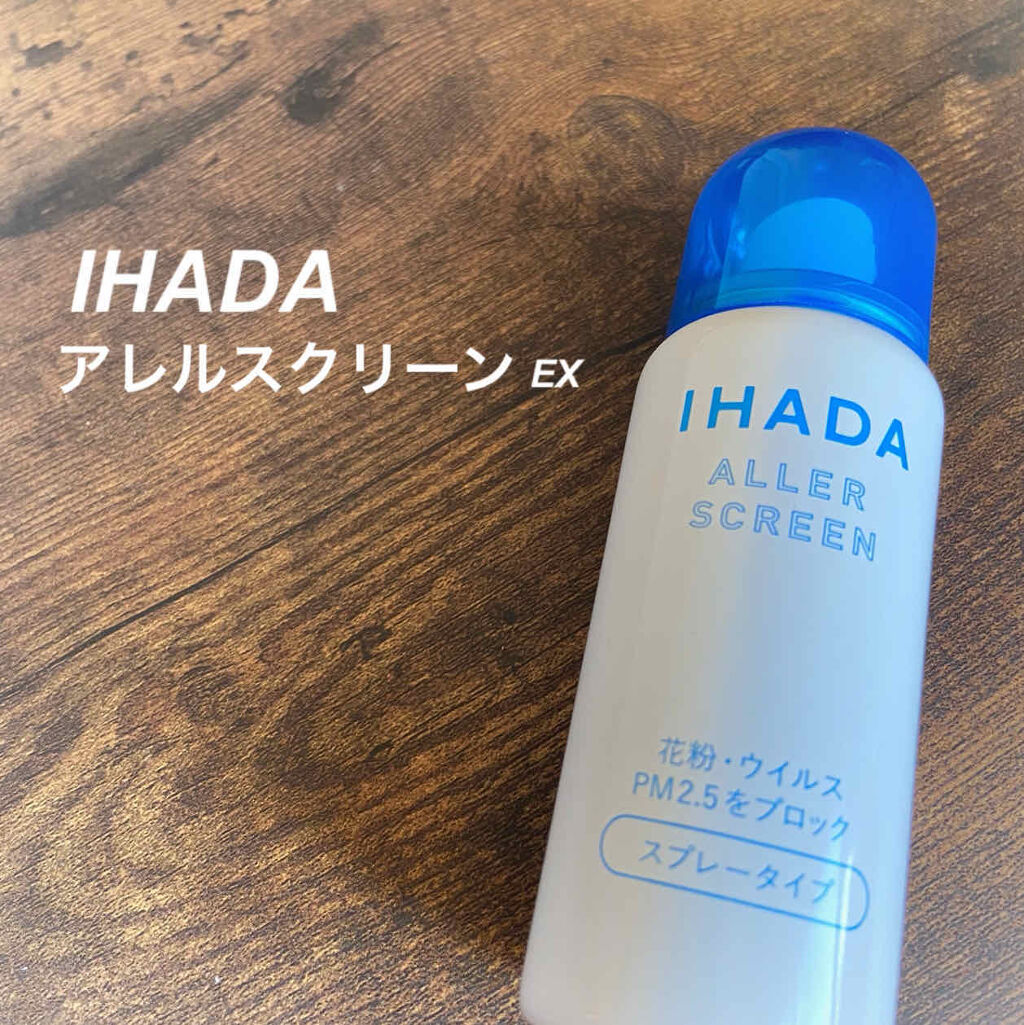 IHADA
アレルスクリーン EX
IHADA
ALLER
SCREEN
花粉・ウイルス
PM2.5をブロック
スプレータイプ